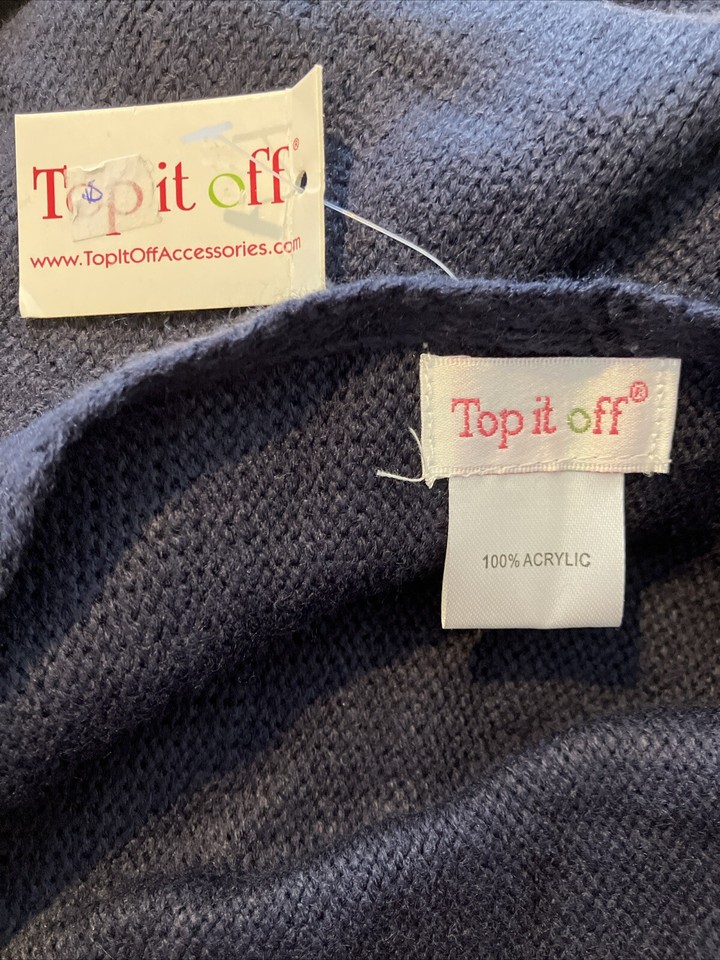 Top it off®
www.TopItOffAccessories.com
Top it off®
100% ACRYLIC